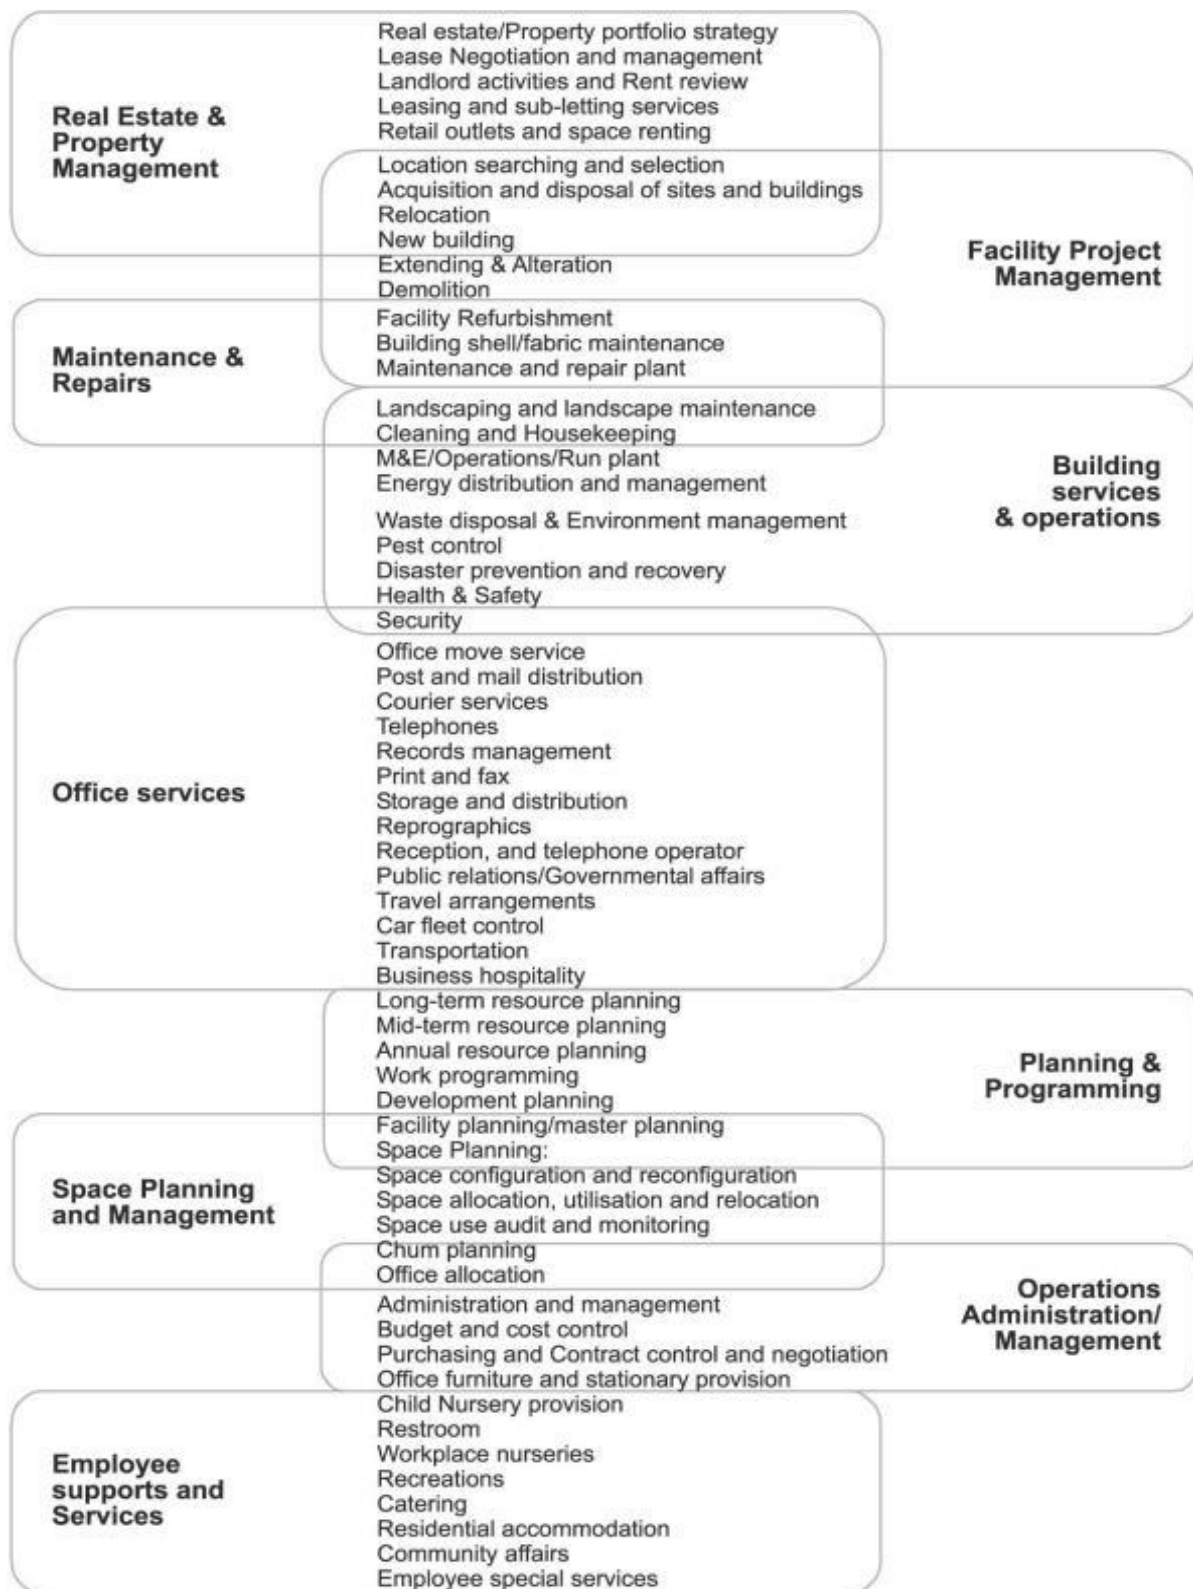 Real estate/Property portfolio strategy
Lease Negotiation and management
Landlord activities and Rent review
Leasing and sub-letting services
Retail outlets and space renting
Real Estate &
Property
Management
Location searching and selection
Acquisition and disposal of sites and buildings
Relocation
New building
Extending & Alteration
Demolition
Facility Project
Management
Facility Refurbishment
Building shell/fabric maintenance
Maintenance and repair plant
Maintenance &
Repairs
Landscaping and landscape maintenance
Cleaning and Housekeeping
M&E/Operations/Run plant
Energy distribution and management
Waste disposal & Environment management
Pest control
Disaster prevention and recovery
Health & Safety
Security
Building
services
& operations
Office move service
Post and mail distribution
Courier services
Telephones
Records management
Print and fax
Storage and distribution
Reprographics
Reception, and telephone operator
Public relations/Governmental affairs
Travel arrangements
Car fleet control
Transportation
Business hospitality
Office services
Long-term resource planning
Mid-term resource planning
Annual resource planning
Work programming
Development planning
Facility planning/master planning
Space Planning:
Planning &
Programming
Space configuration and reconfiguration
Space allocation, utilisation and relocation
Space use audit and monitoring
Chum planning
Office allocation
Space Planning
and Management
Administration and management
Budget and cost control
Purchasing and Contract control and negotiation
Office furniture and stationary provision
Operations
Administration/
Management
Child Nursery provision
Restroom
Workplace nurseries
Recreations
Catering
Residential accommodation
Community affairs
Employee special services
Employee
supports and
Services